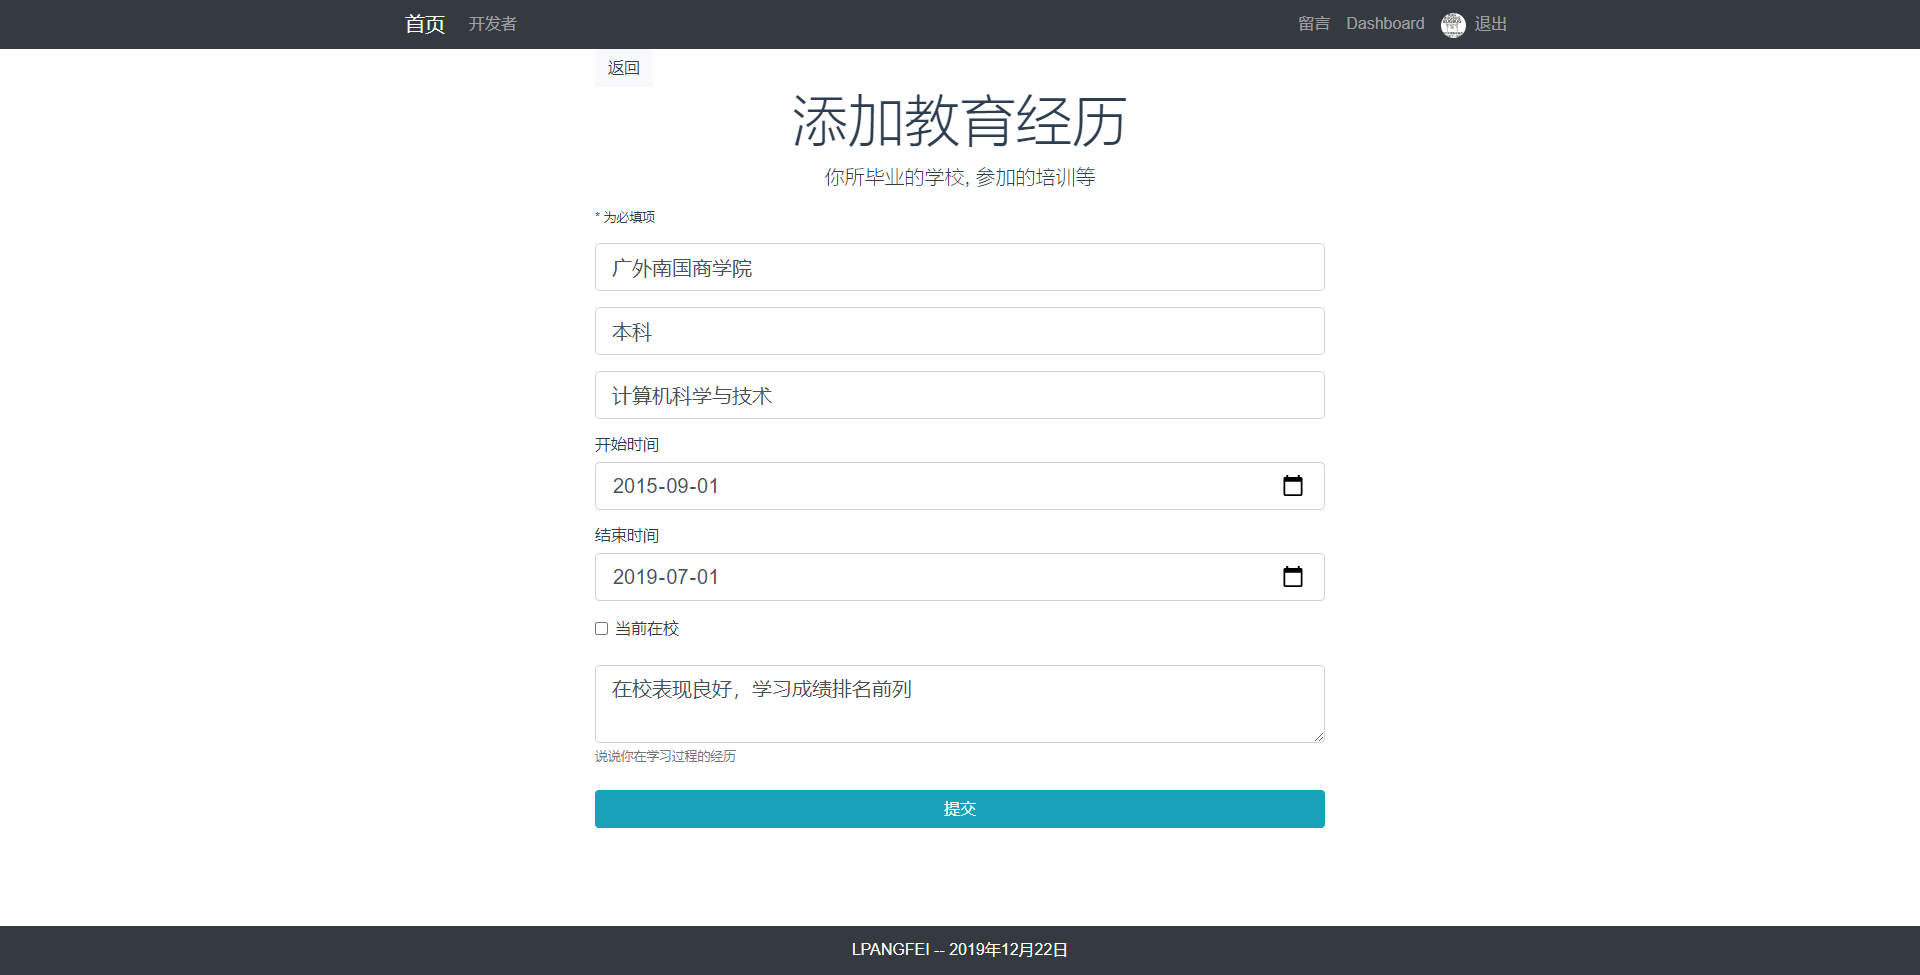 首页 开发者 留言 Dashboard 退出
返回
添加教育经历
你所毕业的学校, 参加的培训等
* 为必填项
广外南国商学院
本科
计算机科学与技术
开始时间
2015-09-01
结束时间
2019-07-01
当前在校
在校表现良好，学习成绩排名前列
说说你在学习过程的经历
提交
LPANGFEI -- 2019年12月22日